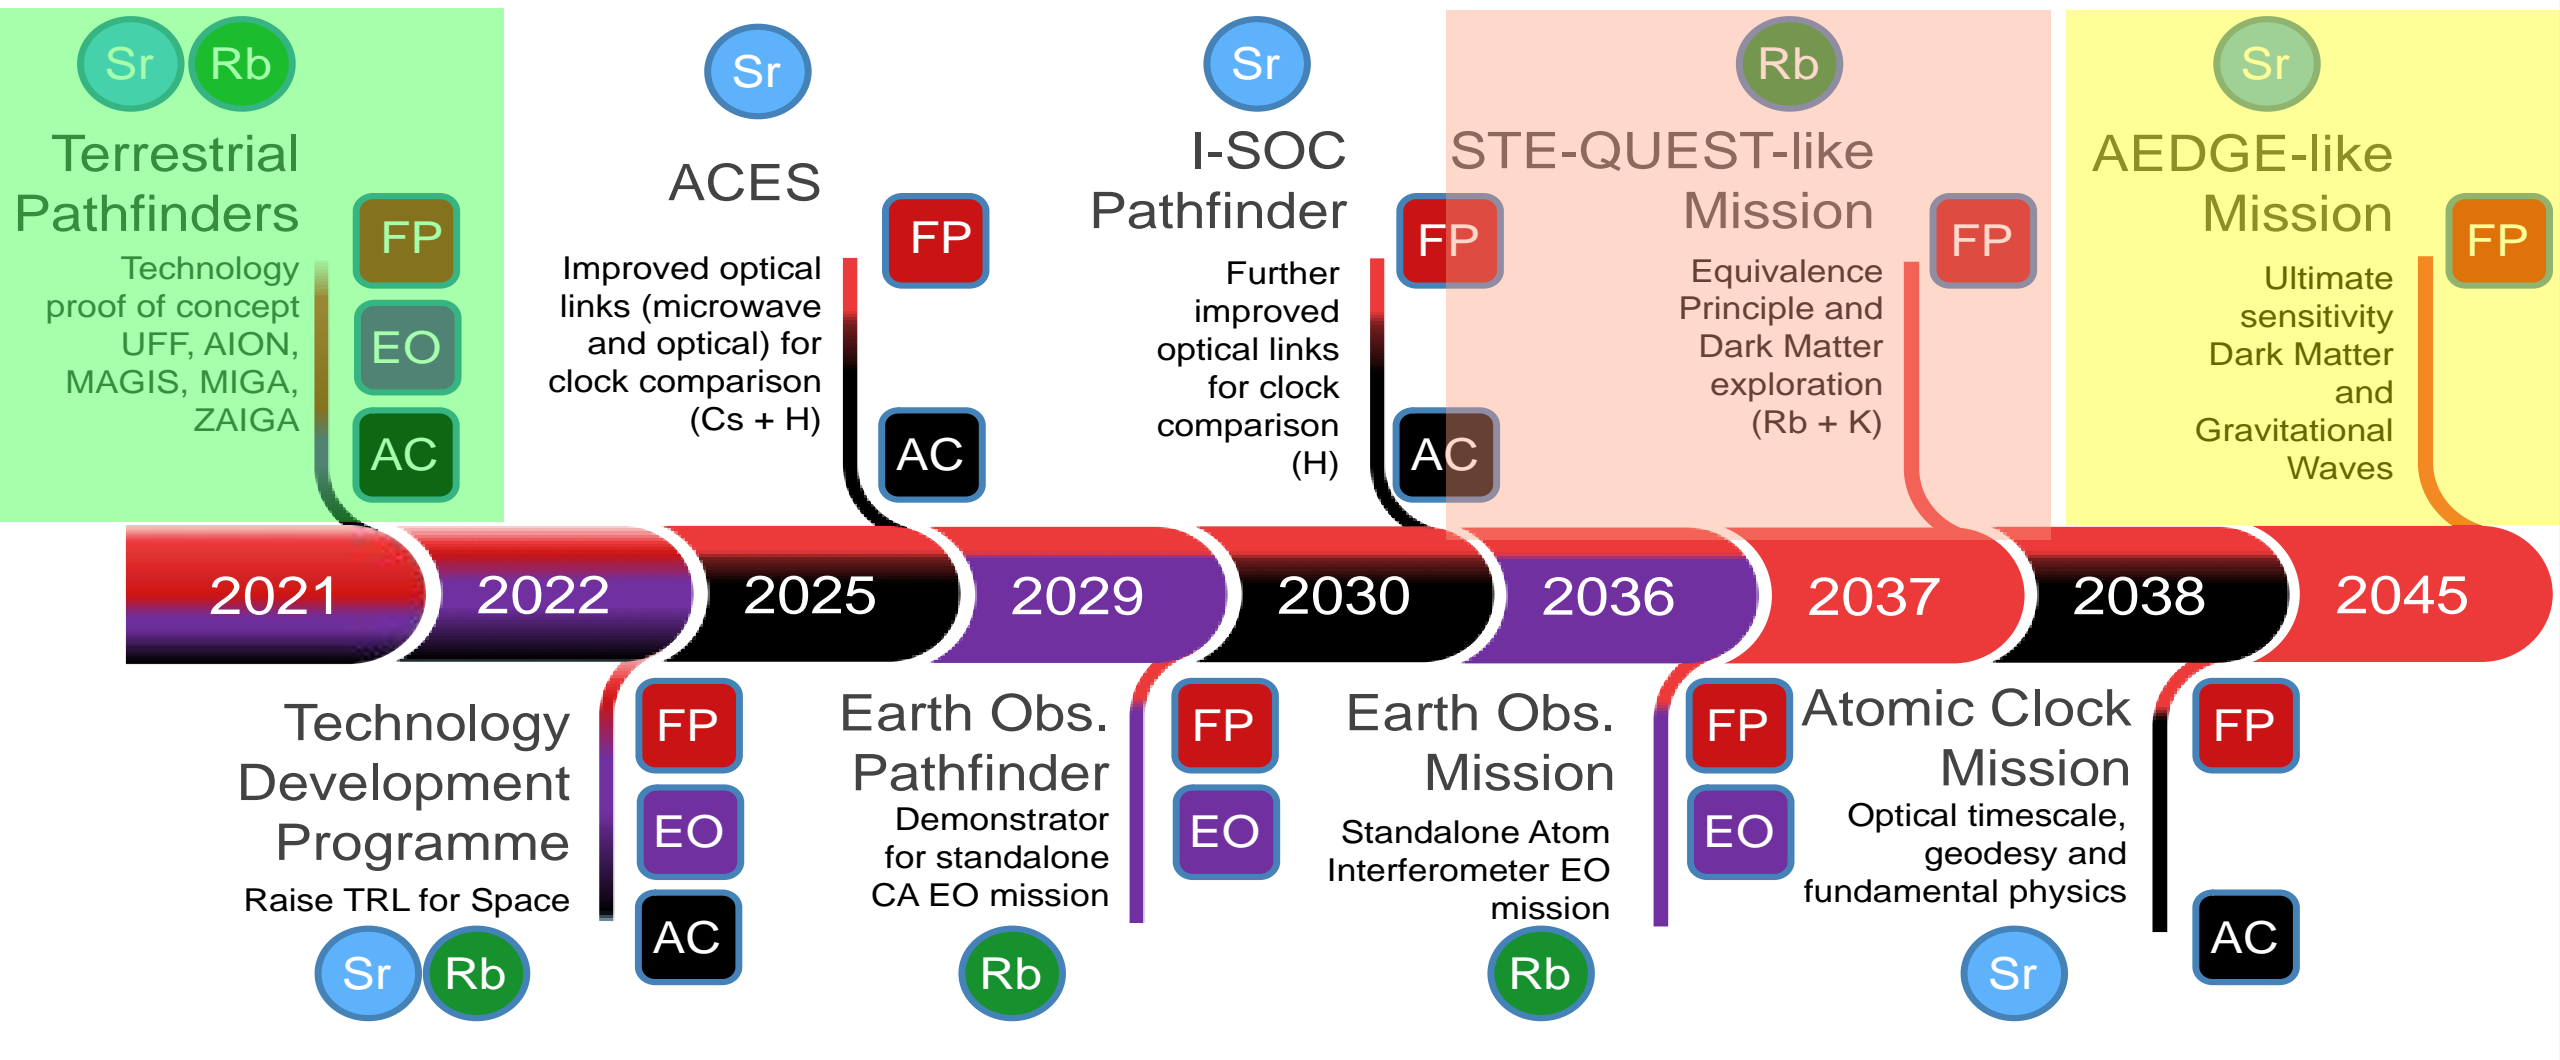 Sr Rb
Terrestrial
Pathfinders
Technology
proof of concept
UFF, AION,
MAGIS, MIGA,
ZAIGA
FP
EO
AC
Sr
ACES
Improved optical
links (microwave
and optical) for
clock comparison
(Cs + H)
FP
AC
Sr
I-SOC
Pathfinder
Further
improved
optical links
for clock
comparison
(H)
FP
AC
Rb
STE-QUEST-like
Mission
Equivalence
Principle and
Dark Matter
exploration
(Rb + K)
FP
Sr
AEDGE-like
Mission
Ultimate
sensitivity
Dark Matter
and
Gravitational
Waves
FP
2021 2022 2025 2029 2030 2036 2037 2038 2045
Technology
Development
Programme
Raise TRL for Space
Sr Rb
FP
EO
AC
Earth Obs.
Pathfinder
Demonstrator
for standalone
CA EO mission
Rb
FP
EO
Earth Obs.
Mission
Standalone Atom
Interferometer EO
mission
Rb
FP
EO
Atomic Clock
Mission
Optical timescale,
geodesy and
fundamental physics
Sr
FP
AC